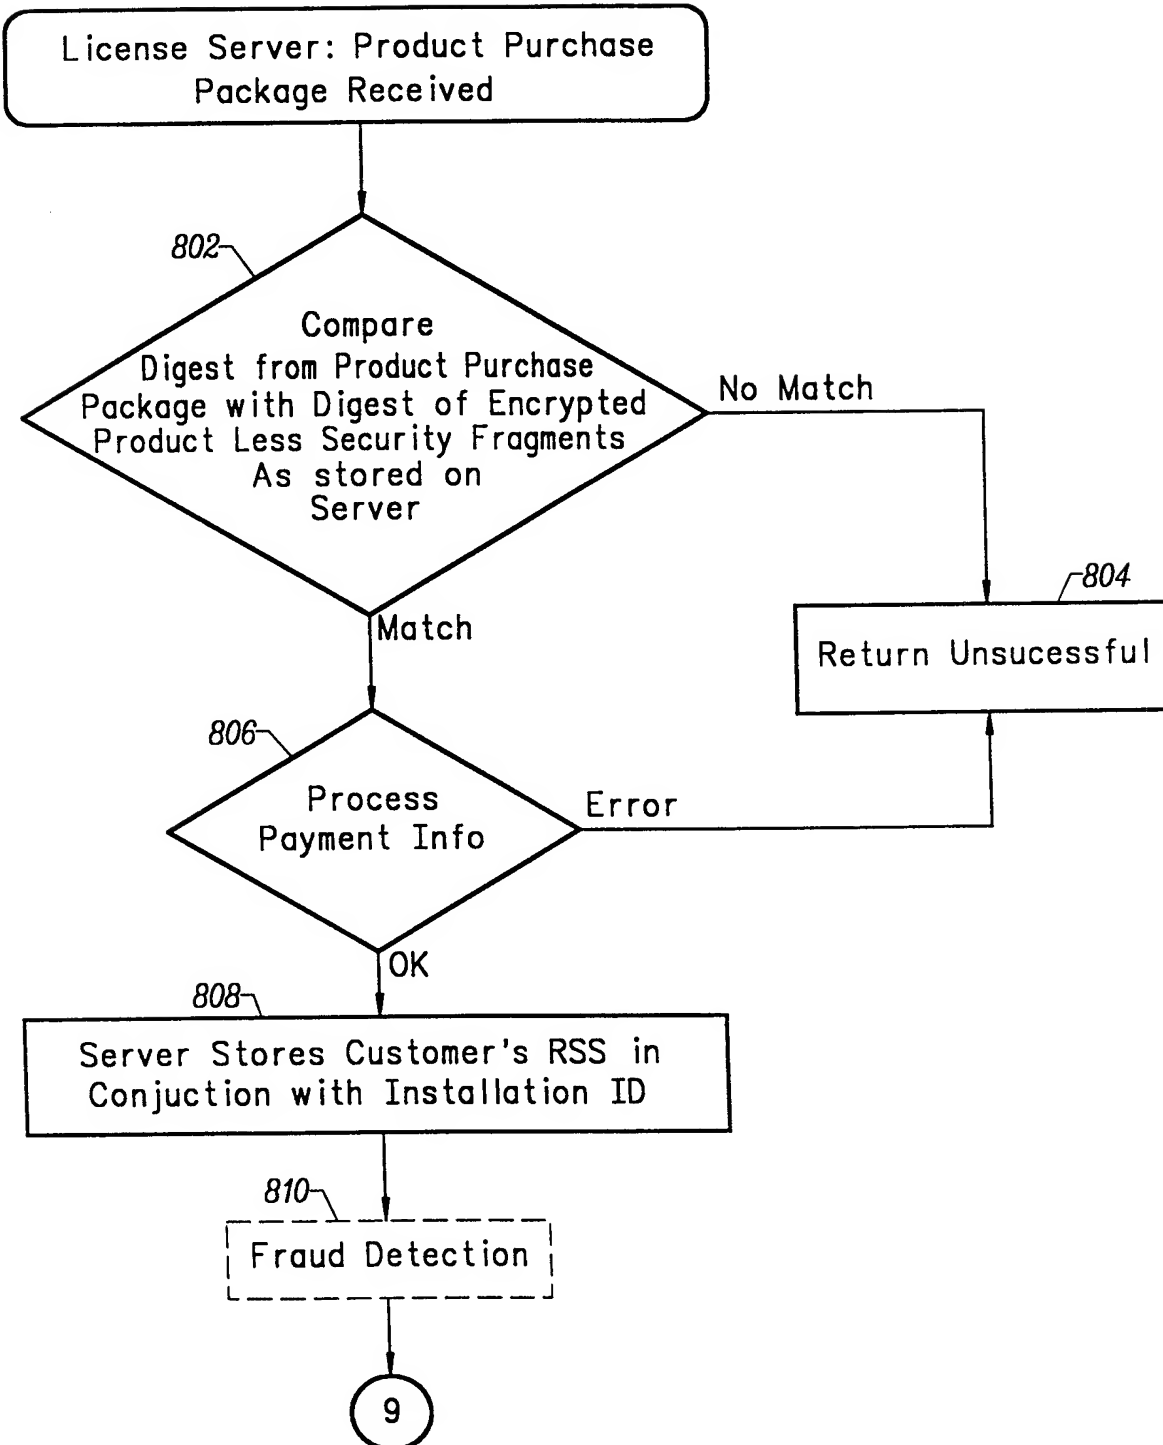 License Server: Product Purchase
Package Received
802
Compare
Digest from Product Purchase
Package with Digest of Encrypted
Product Less Security Fragments
As stored on
Server
No Match
804
Return Unsucessful
Match
806
Process
Payment Info
Error
OK
808
Server Stores Customer's RSS in
Conjuction with Installation ID
810
Fraud Detection
9